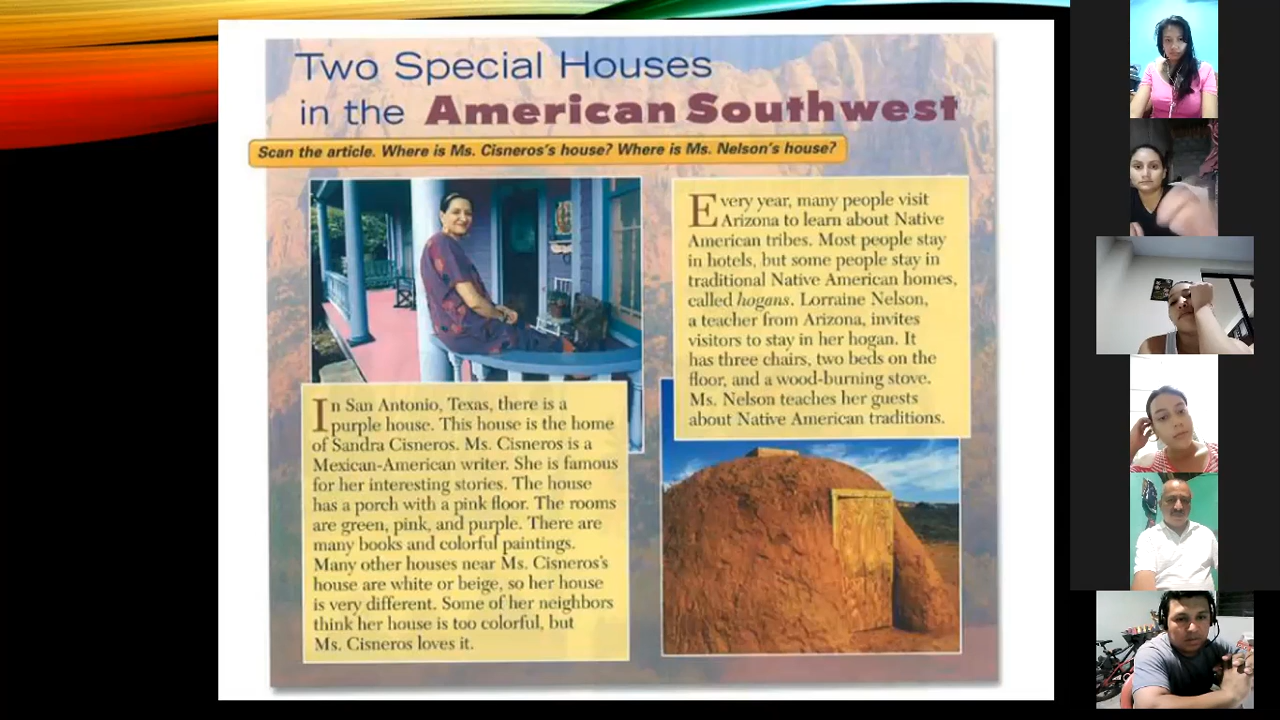 Two Special Houses
in the American Southwest
Scan the article. Where is Ms. Cisneros's house? Where is Ms. Nelson's house?
In San Antonio, Texas, there is a
purple house. This house is the home
of Sandra Cisneros. Ms. Cisneros is a
Mexican-American writer. She is famous
for her interesting stories. The house
has a porch with a pink floor. The rooms
are green, pink, and purple. There are
many books and colorful paintings.
Many other houses near Ms. Cisneros's
house are white or beige, so her house
is very different. Some of her neighbors
think her house is too colorful, but
Ms. Cisneros loves it.
Every year, many people visit
Arizona to learn about Native
American tribes. Most people stay
in hotels, but some people stay in
traditional Native American homes,
called hogans. Lorraine Nelson,
a teacher from Arizona, invites
visitors to stay in her hogan. It
has three chairs, two beds on the
floor, and a wood-burning stove.
Ms. Nelson teaches her guests
about Native American traditions.